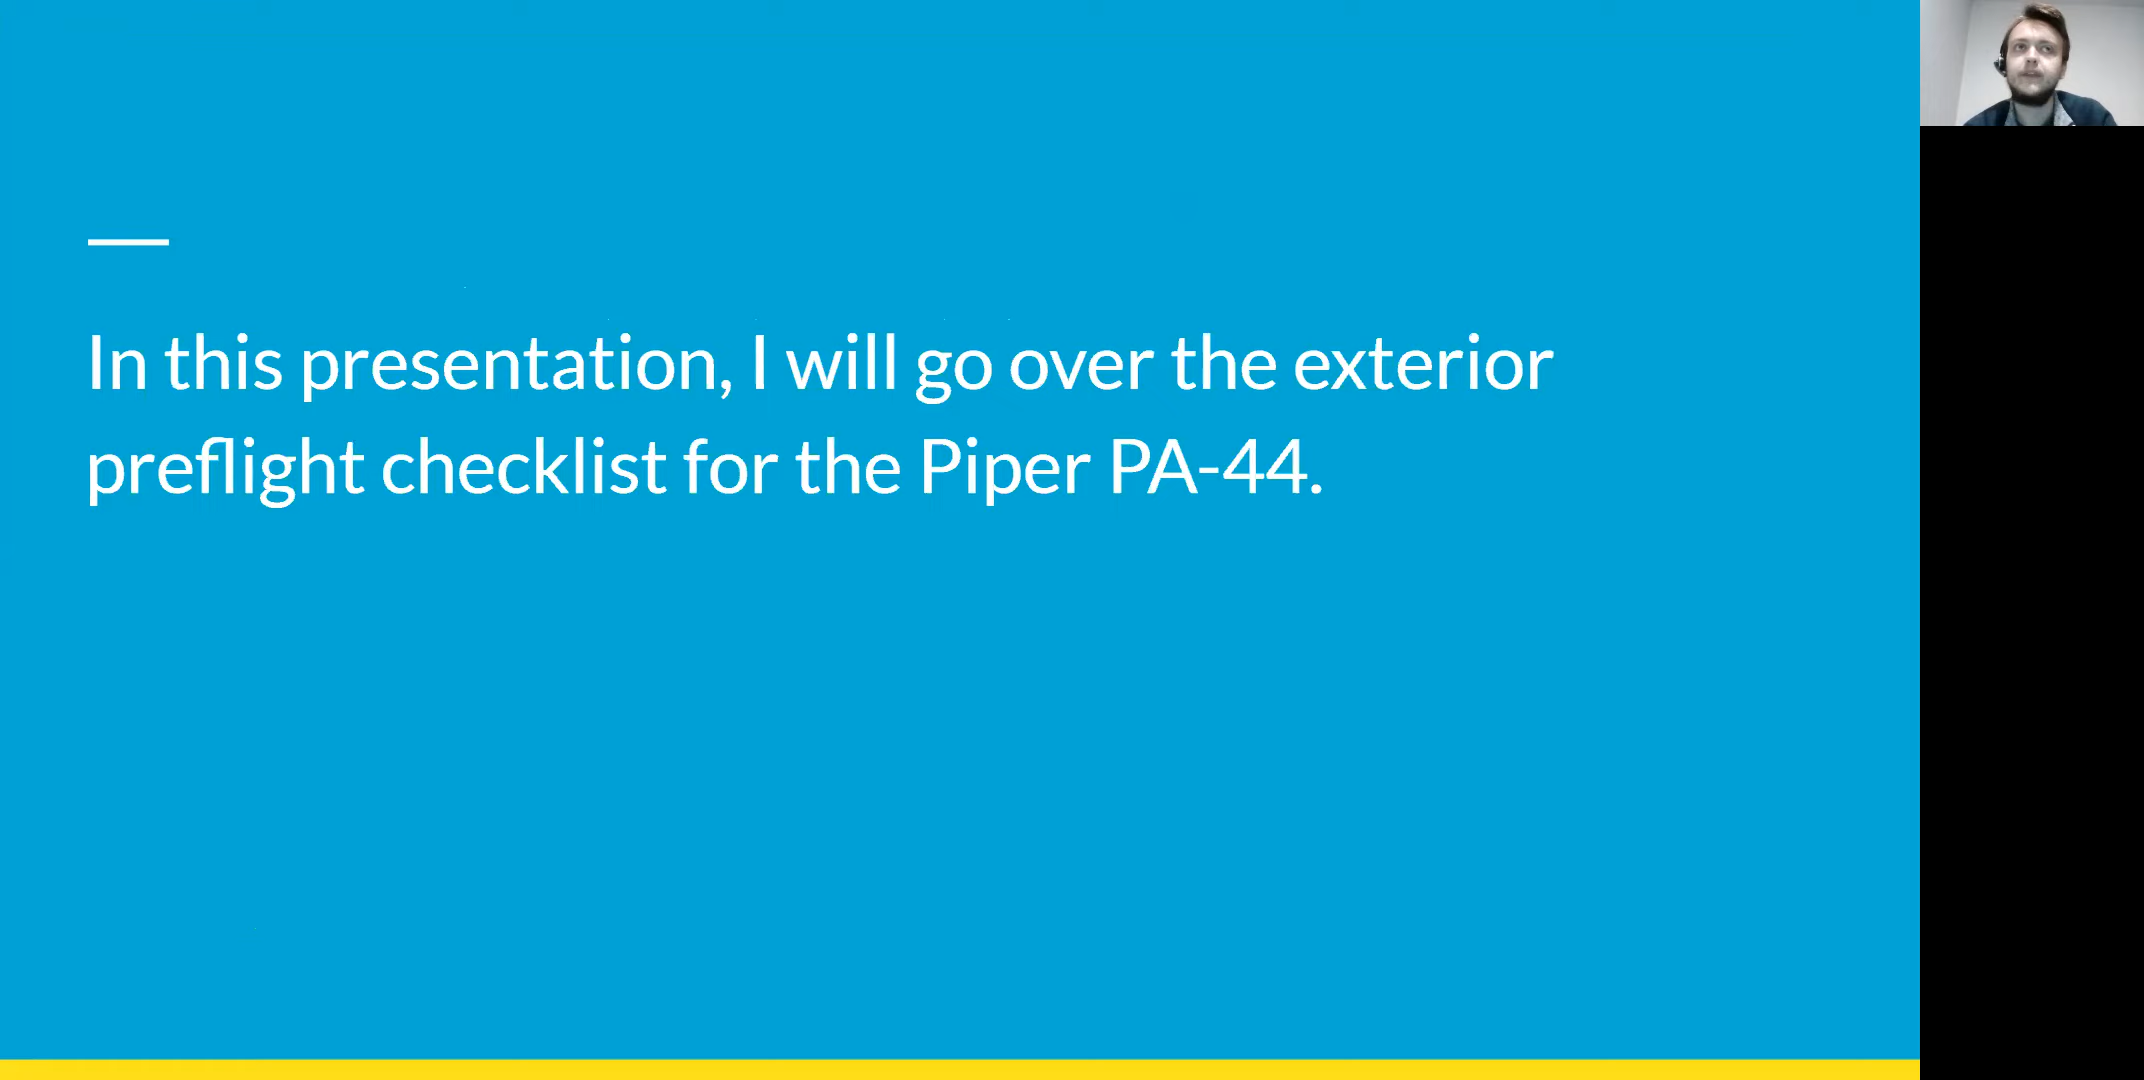 In this presentation, I will go over the exterior
preflight checklist for the Piper PA-44.